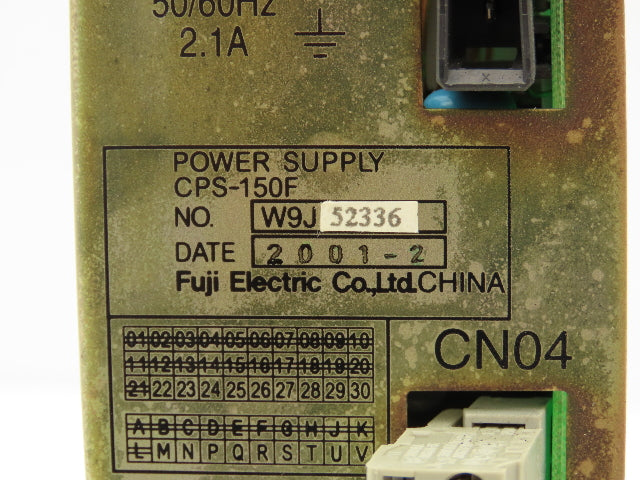 50/60Hz
2.1A
POWER SUPPLY
CPS-150F
NO. W9J 52336
DATE 2001-2
Fuji Electric Co.,Ltd. CHINA
01 02 03 04 05 06 07 08 09 10
11 12 13 14 15 16 17 18 19 20
21 22 23 24 25 26 27 28 29 30
A B C D E F G H J K
L M N P Q R S T U V
CN04